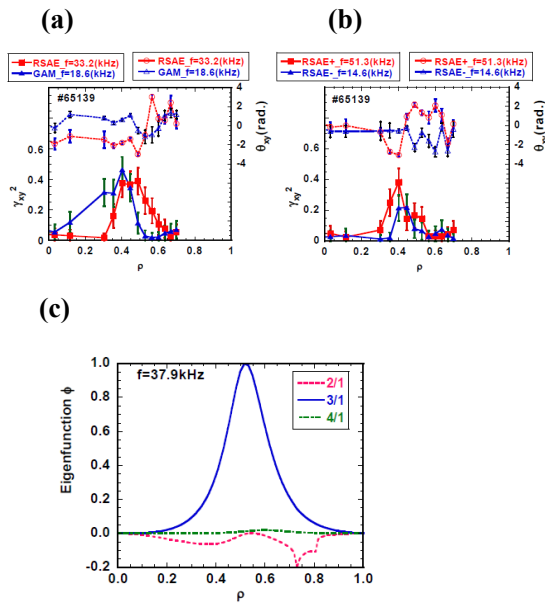 (a)
(b)
RSAE_f=33.2(kHz)
GAM_f=18.6(kHz)
RSAE_f=33.2(kHz)
GAM_f=18.6(kHz)
RSAE+_f=51.3(kHz)
RSAE-_f=14.6(kHz)
RSAE+_f=51.3(kHz)
RSAE-_f=14.6(kHz)
#65139
γxy²
0.8
0.6
0.4
0.2
0
0 0.2 0.4 0.6 0.8 1
ρ
4
2
0
-2
-4
θxy(rad.)
#65139
γxy²
0.8
0.6
0.4
0.2
0
0 0.2 0.4 0.6 0.8 1
ρ
4
2
0
-2
-4
θxy(rad.)
(c)
f=37.9kHz
2/1
3/1
4/1
Eigenfunction ϕ
1.0
0.8
0.6
0.4
0.2
0.0
-0.2
0.0 0.2 0.4 0.6 0.8 1.0
ρ